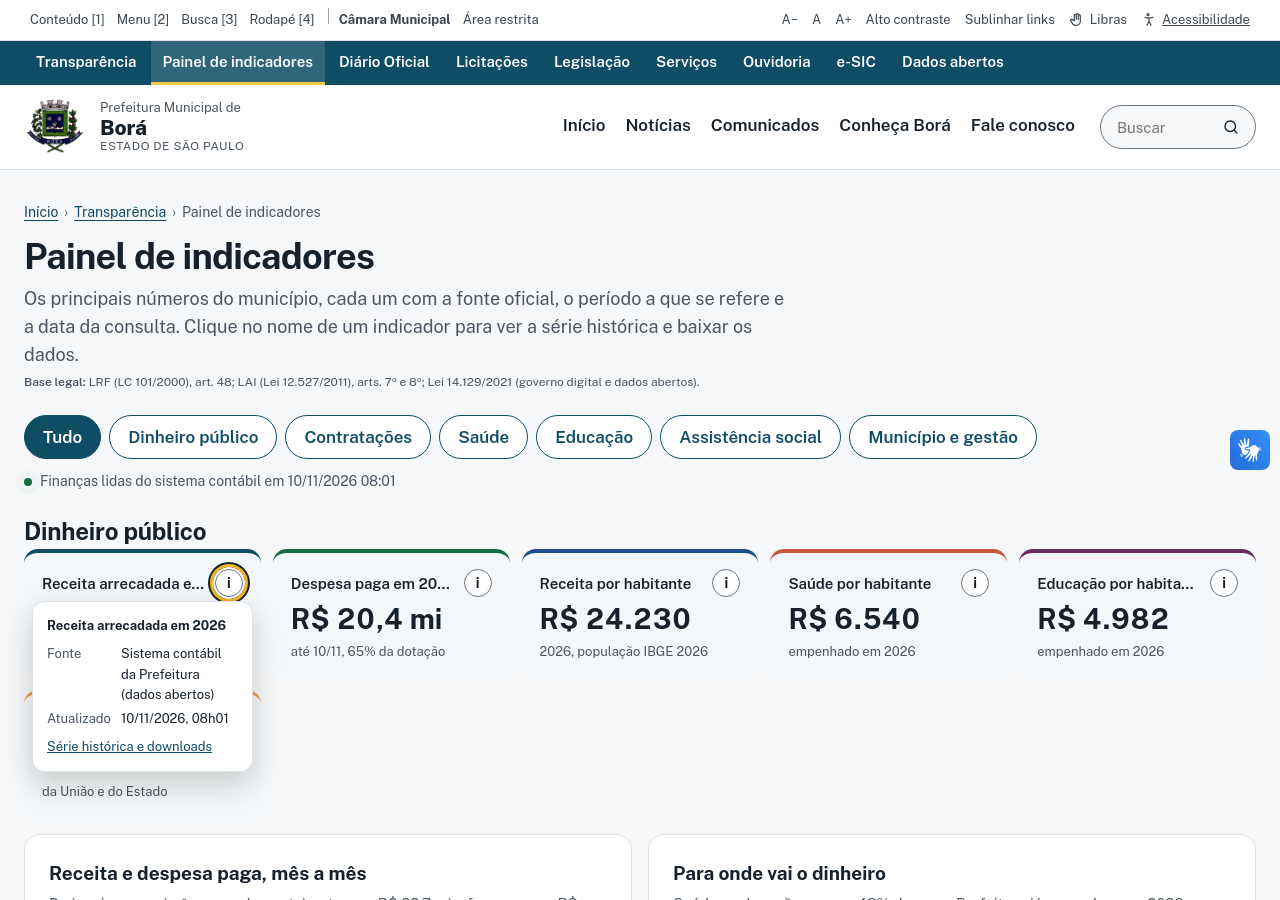 Conteúdo [1] Menu [2] Busca [3] Rodapé [4] Câmara Municipal Área restrita A− A A+ Alto contraste Sublinhar links Libras Acessibilidade
Transparência Painel de indicadores Diário Oficial Licitações Legislação Serviços Ouvidoria e-SIC Dados abertos
Prefeitura Municipal de
Borá
ESTADO DE SÃO PAULO
Início Notícias Comunicados Conheça Borá Fale conosco Buscar
Início › Transparência › Painel de indicadores
Painel de indicadores
Os principais números do município, cada um com a fonte oficial, o período a que se refere e
a data da consulta. Clique no nome de um indicador para ver a série histórica e baixar os
dados.
Base legal: LRF (LC 101/2000), art. 48; LAI (Lei 12.527/2011), arts. 7º e 8º; Lei 14.129/2021 (governo digital e dados abertos).
Tudo Dinheiro público Contratações Saúde Educação Assistência social Município e gestão
Finanças lidas do sistema contábil em 10/11/2026 08:01
Dinheiro público
Receita arrecadada e... i
Despesa paga em 20... i
R$ 20,4 mi
até 10/11, 65% da dotação
Receita por habitante i
R$ 24.230
2026, população IBGE 2026
Saúde por habitante i
R$ 6.540
empenhado em 2026
Educação por habita... i
R$ 4.982
empenhado em 2026
Receita arrecadada em 2026
Fonte Sistema contábil
da Prefeitura
(dados abertos)
Atualizado 10/11/2026, 08h01
Série histórica e downloads
da União e do Estado
Receita e despesa paga, mês a mês
Para onde vai o dinheiro